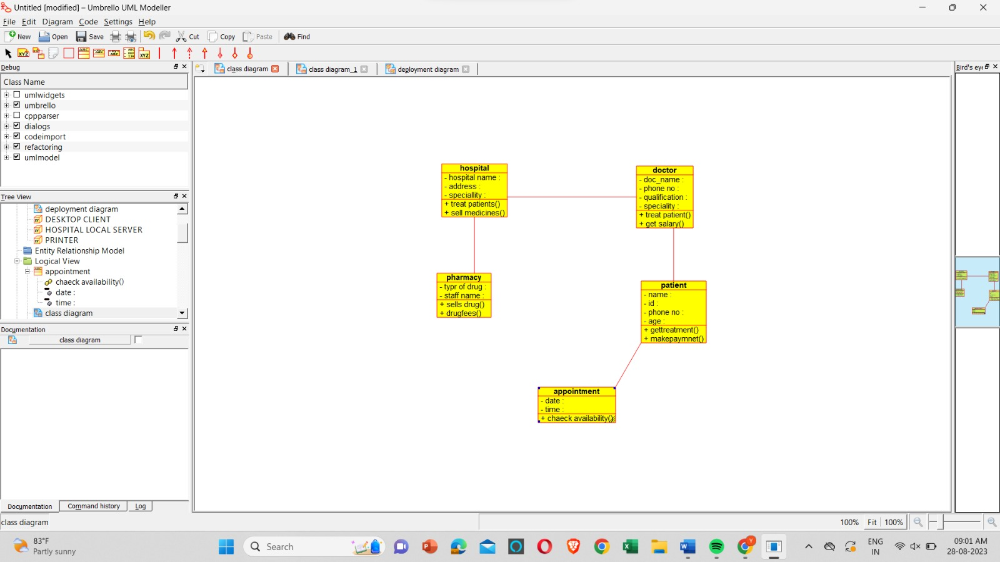 Untitled [modified] – Umbrello UML Modeller
File Edit Diagram Code Settings Help
New Open Save Cut Copy Paste Find
Debug
Class Name
umlwidgets
umbrello
cppparser
dialogs
codeimport
refactoring
umlmodel
Tree View
deployment diagram
DESKTOP CLIENT
HOSPITAL LOCAL SERVER
PRINTER
Entity Relationship Model
Logical View
appointment
chaeck availability()
date :
time :
class diagram
Documentation
class diagram
Documentation Command history Log
class diagram
class diagram class diagram_1 deployment diagram
hospital
- hospital name :
- address :
- speciallity :
+ treat patients()
+ sell medicines()
doctor
- doc_name :
- phone no :
- qualification :
- speciality :
+ treat patient()
+ get salary()
pharmacy
- typr of drug :
- staff name :
+ sells drug()
+ drugfees()
patient
- name :
- id :
- phone no :
- age :
+ gettreatment()
+ makepaymnet()
appointment
- date :
- time :
+ chaeck availability()
Bird's eye
100% Fit 100%
83°F
Partly sunny
Search
ENG
IN
09:01 AM
28-08-2023